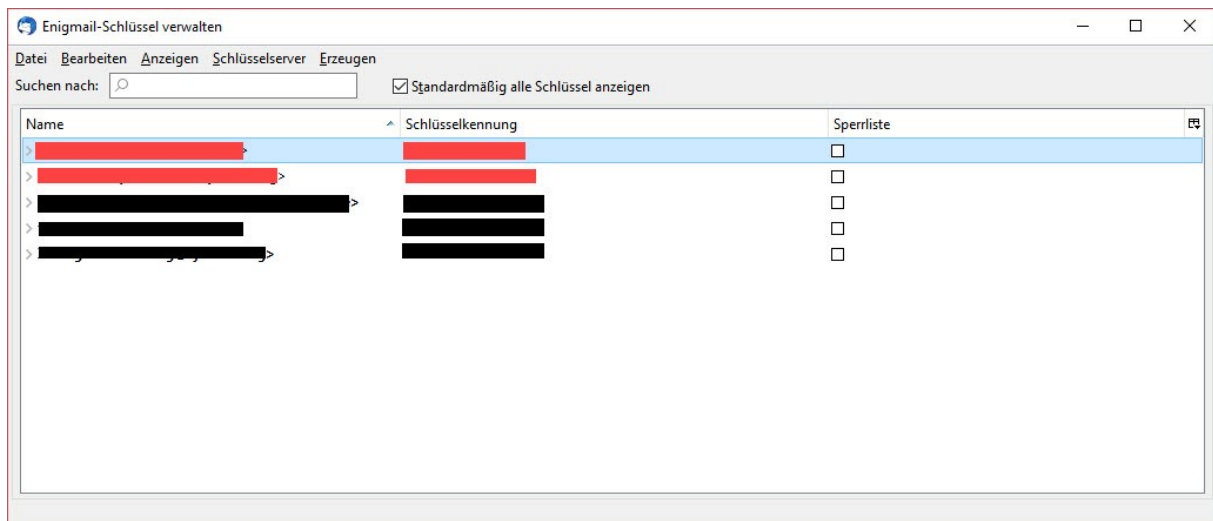 Enigmail-Schlüssel verwalten
Datei Bearbeiten Anzeigen Schlüsselserver Erzeugen
Suchen nach: Standardmäßig alle Schlüssel anzeigen
Name Schlüsselkennung Sperrliste
>
>
>
>